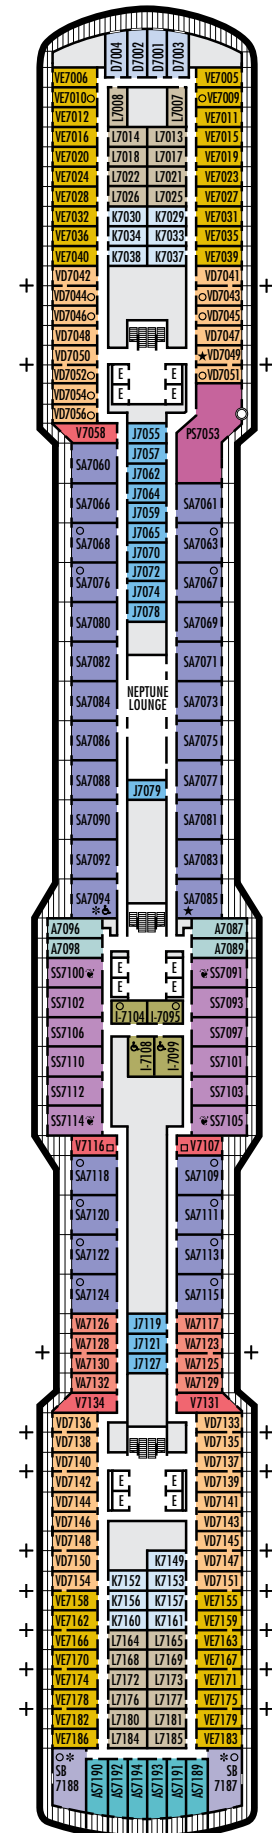 D7004 D7002 D7001 D7003
VE7006 VE7005
VE7010 L7008 L7007 VE7009
VE7012 VE7011
VE7016 L7014 L7013 VE7015
VE7020 L7018 L7017 VE7019
VE7024 L7022 L7021 VE7023
VE7028 L7026 L7025 VE7027
VE7032 K7030 K7029 VE7031
VE7036 K7034 K7033 VE7035
VE7040 K7038 K7037 VE7039
VD7042 VD7041
VD7044 VD7043
VD7046 VD7045
VD7048 VD7047
VD7050 VD7049
VD7052 E E VD7051
VD7054 E E
VD7056
V7058 J7055 PS7053
J7057
SA7060 J7062
J7064
SA7066 J7059 SA7061
J7065
SA7068 J7070 SA7063
J7072
SA7076 J7074 SA7067
J7078
SA7080 SA7069
SA7082 SA7071
NEPTUNE
LOUNGE
SA7084 SA7073
SA7086 SA7075
SA7088 J7079 SA7077
SA7090 SA7081
SA7092 SA7083
SA7094 SA7085
A7096 A7087
A7098 A7089
SS7100 E E SS7091
E E
SS7102 I-7104 I-7095 SS7093
SS7106 SS7097
I-7108 I-7099
SS7110 SS7101
SS7112 SS7103
SS7114 SS7105
V7116 V7107
SA7118 SA7109
SA7120 SA7111
SA7122 SA7113
SA7124 SA7115
VA7126 J7119 VA7117
VA7128 J7121 VA7123
VA7130 J7127 VA7125
VA7132 VA7129
V7134 V7131
VD7136 VD7133
VD7138 VD7135
VD7140 VD7137
VD7142 E E VD7139
VD7144 E E VD7141
VD7146 VD7143
VD7148 VD7145
VD7150 K7149 VD7147
VD7154 K7152 K7153 VD7151
VE7158 K7156 K7157 VE7155
VE7162 K7160 K7161 VE7159
VE7166 L7164 L7165 VE7163
VE7170 L7168 L7169 VE7167
VE7174 L7172 L7173 VE7171
VE7178 L7176 L7177 VE7175
VE7182 L7180 L7181 VE7179
VE7186 L7184 L7185 VE7183
SB
7188 AS7190 AS7192 AS7194 AS7193 AS7191 AS7189 SB
7187